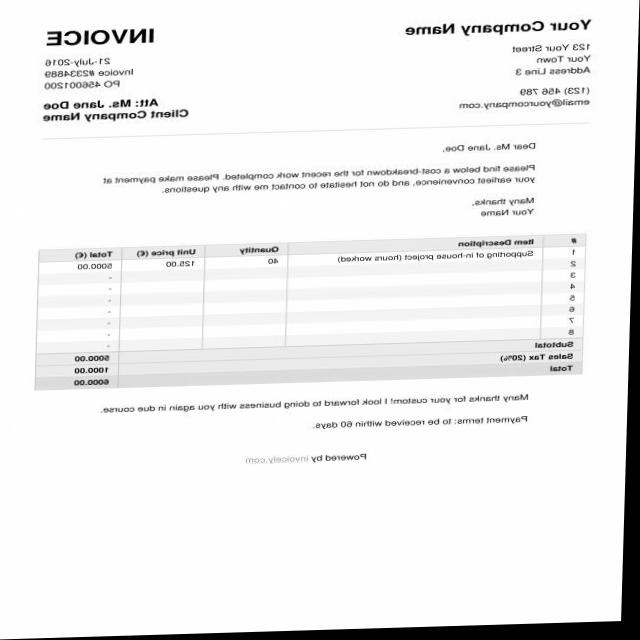 Your Company Name
INVOICE
123 Your Street
Your Town
Address Line 3
(123) 456 789
email@yourcompany.com
21-July-2016
Invoice #2334889
PO 456001200
Att: Ms. Jane Doe
Client Company Name
Dear Ms. Jane Doe,
Please find below a cost-breakdown for the recent work completed. Please make payment at
your earliest convenience, and do not hesitate to contact me with any questions.
Many thanks,
Your Name
# Item Description Quantity Unit price (€) Total (€)
1 Supporting of in-house project (hours worked) 40 125.00 5000.00
2 -
3 -
4 -
5 -
6 -
7 -
8 -
Subtotal 5000.00
Sales Tax (20%) 1000.00
Total 6000.00
Many thanks for your custom! I look forward to doing business with you again in due course.
Payment terms: to be received within 60 days.
Powered by invoicely.com